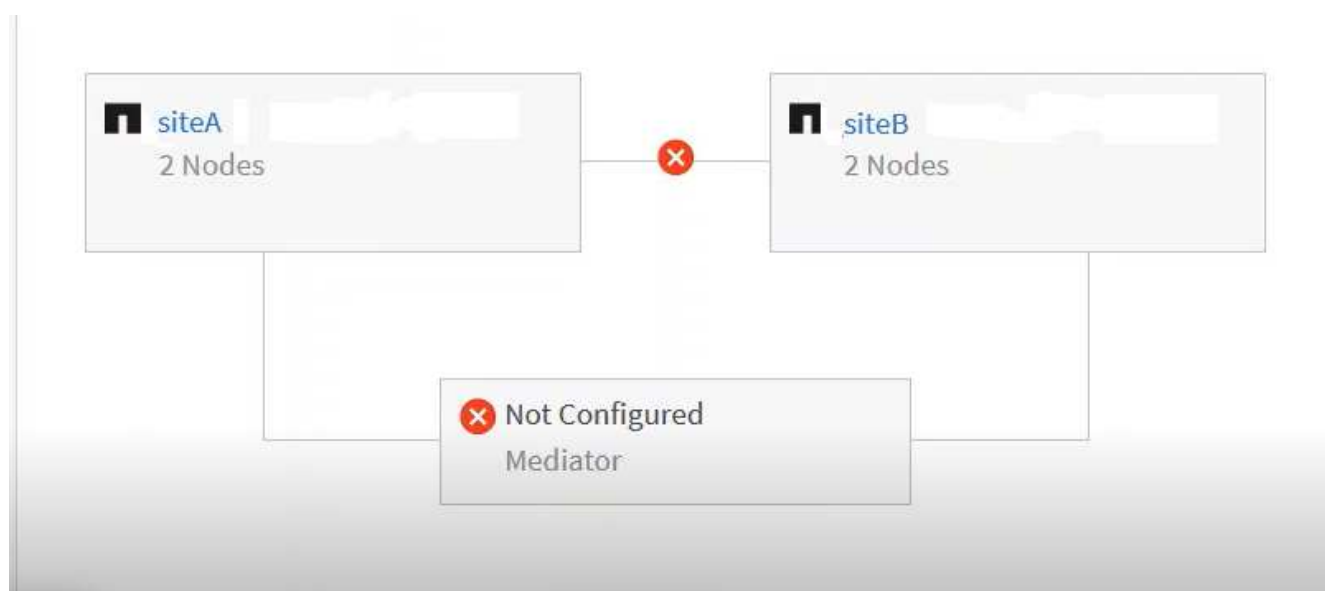 siteA
2 Nodes
siteB
2 Nodes
Not Configured
Mediator